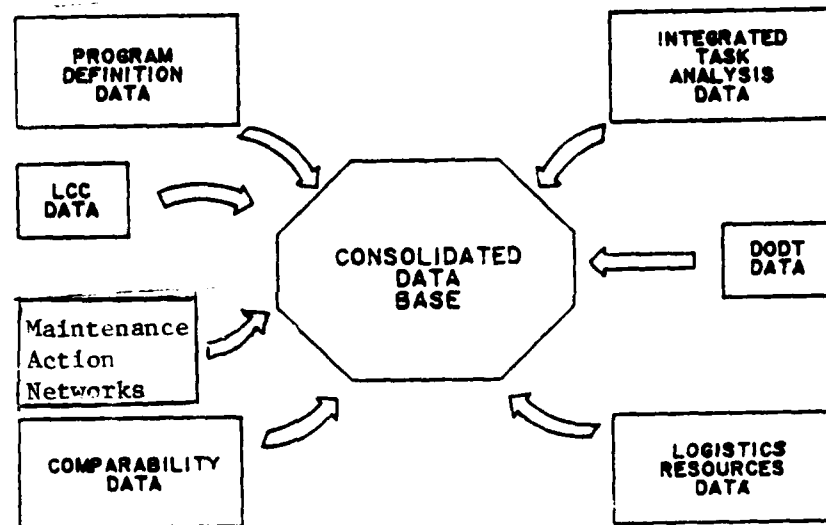 PROGRAM
DEFINITION
DATA
INTEGRATED
TASK
ANALYSIS
DATA
LCC
DATA
CONSOLIDATED
DATA
BASE
DODT
DATA
Maintenance
Action
Networks
COMPARABILITY
DATA
LOGISTICS
RESOURCES
DATA